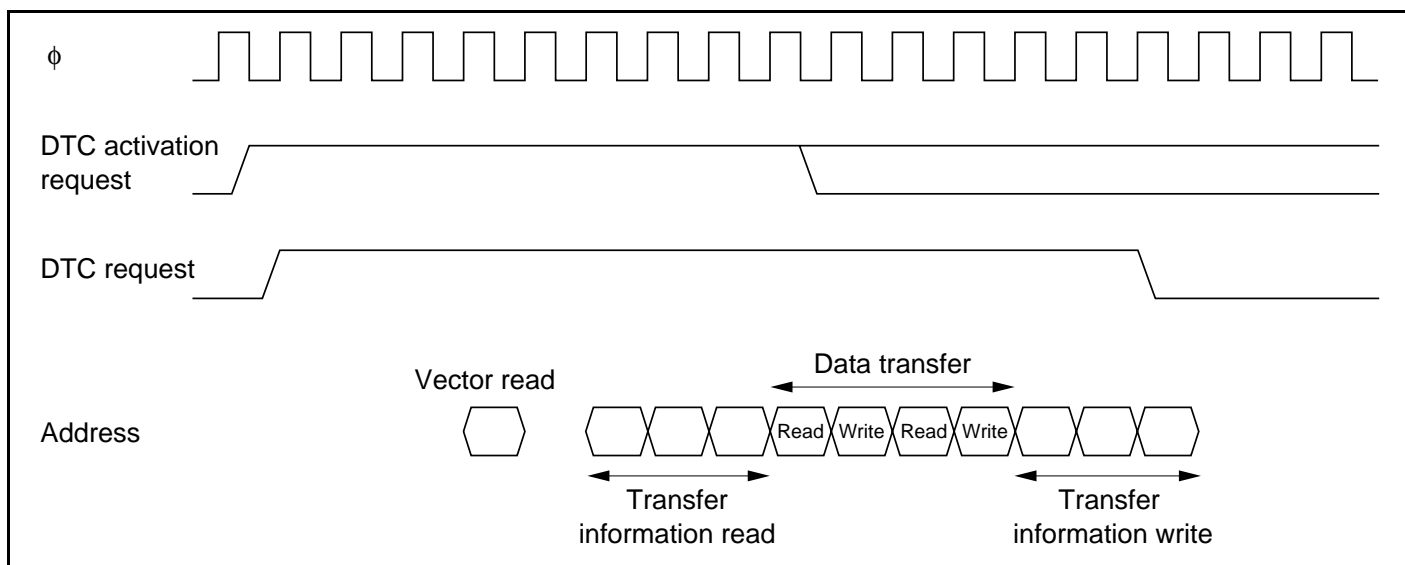 ϕ
DTC activation
request
DTC request
Data transfer
Vector read
Address
Read Write Read Write
Transfer
information read
Transfer
information write